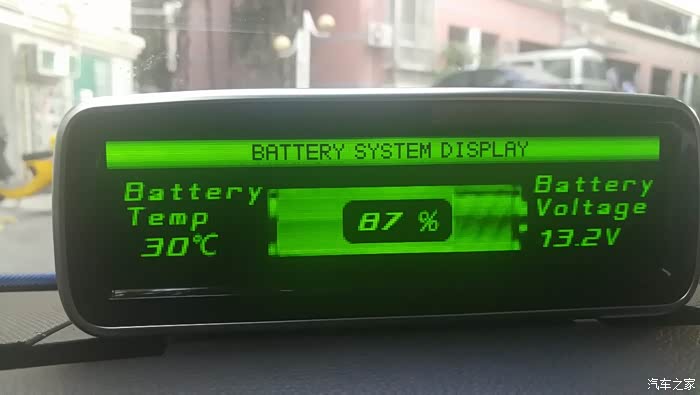 BATTERY SYSTEM DISPLAY
Battery
Temp
30℃
87 %
Battery
Voltage
13.2V
汽车之家